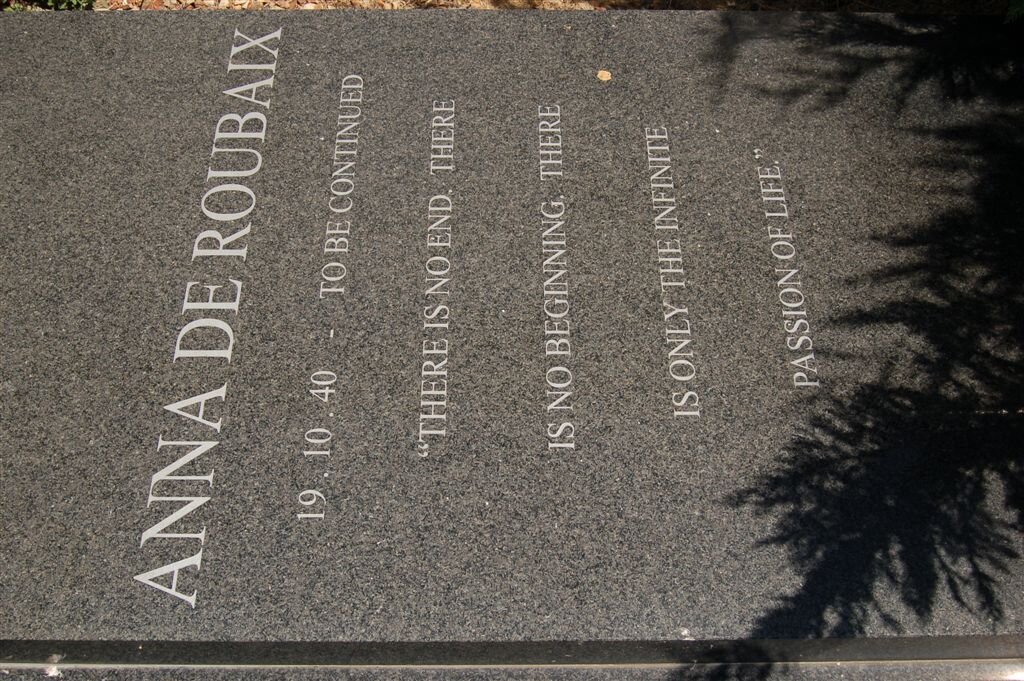 ANNA DE ROUBAIX
19 . 10 . 40 - TO BE CONTINUED
“THERE IS NO END. THERE
IS NO BEGINNING. THERE
IS ONLY THE INFINITE
PASSION OF LIFE.”